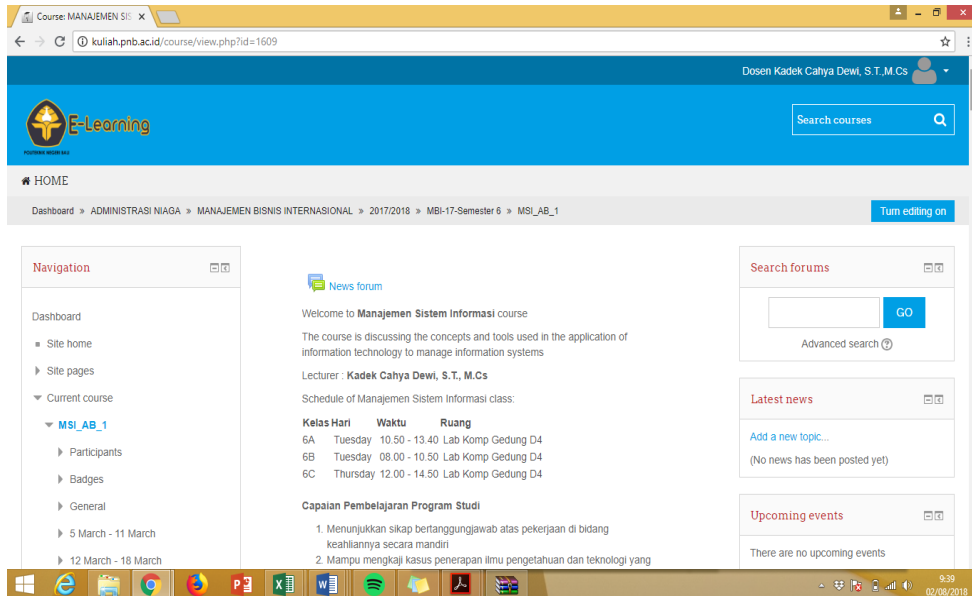 Course: MANAJEMEN SIS
kuliah.pnb.ac.id/course/view.php?id=1609
Dosen Kadek Cahya Dewi, S.T.,M.Cs
E-Learning
POLITEKNIK NEGERI BALI
Search courses
HOME
Dashboard » ADMINISTRASI NIAGA » MANAJEMEN BISNIS INTERNASIONAL » 2017/2018 » MBI-17-Semester 6 » MSI_AB_1
Turn editing on
Navigation
Dashboard
Site home
Site pages
Current course
MSI_AB_1
Participants
Badges
General
5 March - 11 March
12 March - 18 March
News forum
Welcome to Manajemen Sistem Informasi course
The course is discussing the concepts and tools used in the application of
information technology to manage information systems
Lecturer : Kadek Cahya Dewi, S.T., M.Cs
Schedule of Manajemen Sistem Informasi class:
Kelas Hari Waktu Ruang
6A Tuesday 10.50 - 13.40 Lab Komp Gedung D4
6B Tuesday 08.00 - 10.50 Lab Komp Gedung D4
6C Thursday 12.00 - 14.50 Lab Komp Gedung D4
Capaian Pembelajaran Program Studi
1. Menunjukkan sikap bertanggungjawab atas pekerjaan di bidang
keahliannya secara mandiri
2. Mampu mengkaji kasus penerapan ilmu pengetahuan dan teknologi yang
Search forums
GO
Advanced search
Latest news
Add a new topic...
(No news has been posted yet)
Upcoming events
There are no upcoming events
9:39
02/08/2018